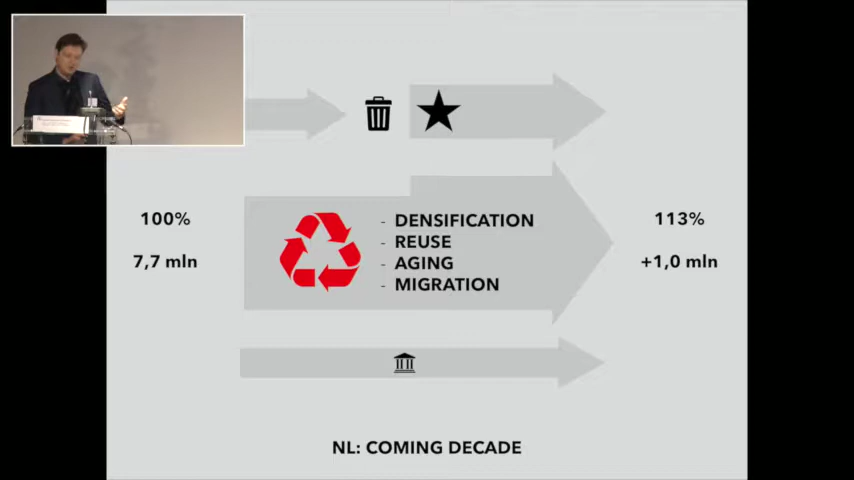 100%
7,7 mln
- DENSIFICATION
- REUSE
- AGING
- MIGRATION
113%
+1,0 mln
NL: COMING DECADE